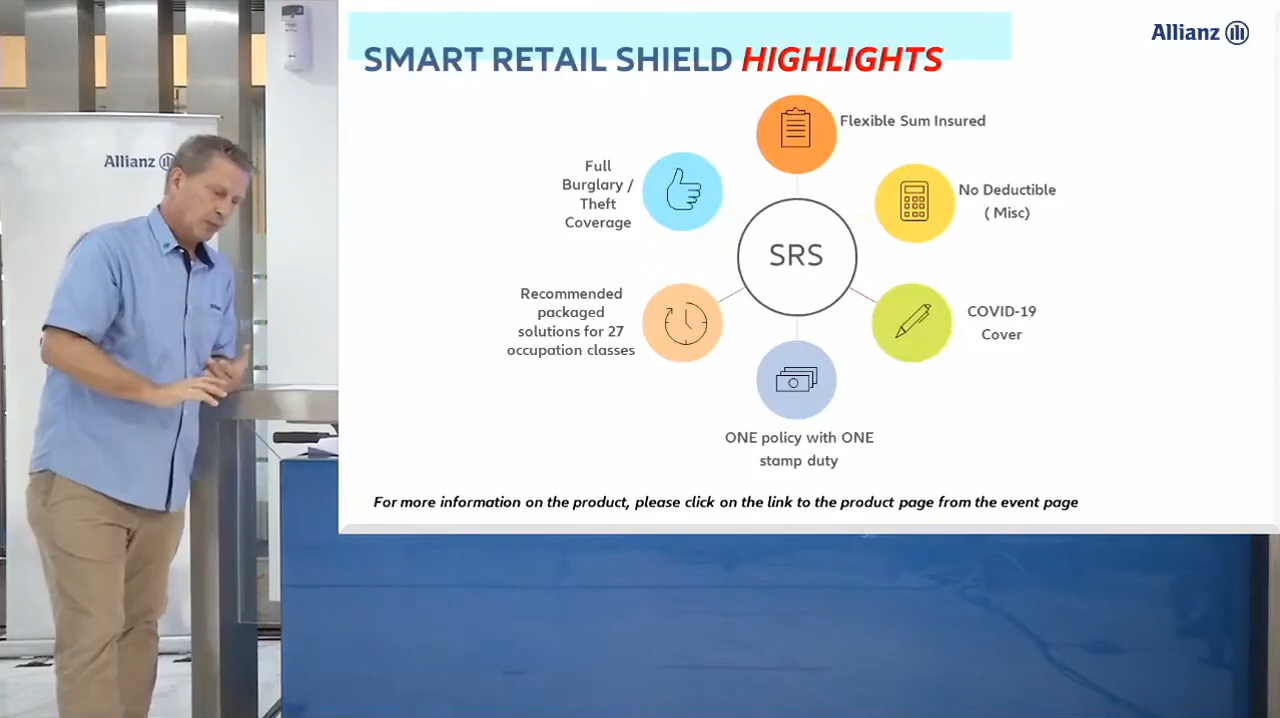 Allianz
SMART RETAIL SHIELD HIGHLIGHTS
Allianz
Flexible Sum Insured
Full
Burglary /
Theft
Coverage
No Deductible
( Misc)
SRS
Recommended
packaged
solutions for 27
occupation classes
COVID-19
Cover
ONE policy with ONE
stamp duty
For more information on the product, please click on the link to the product page from the event page